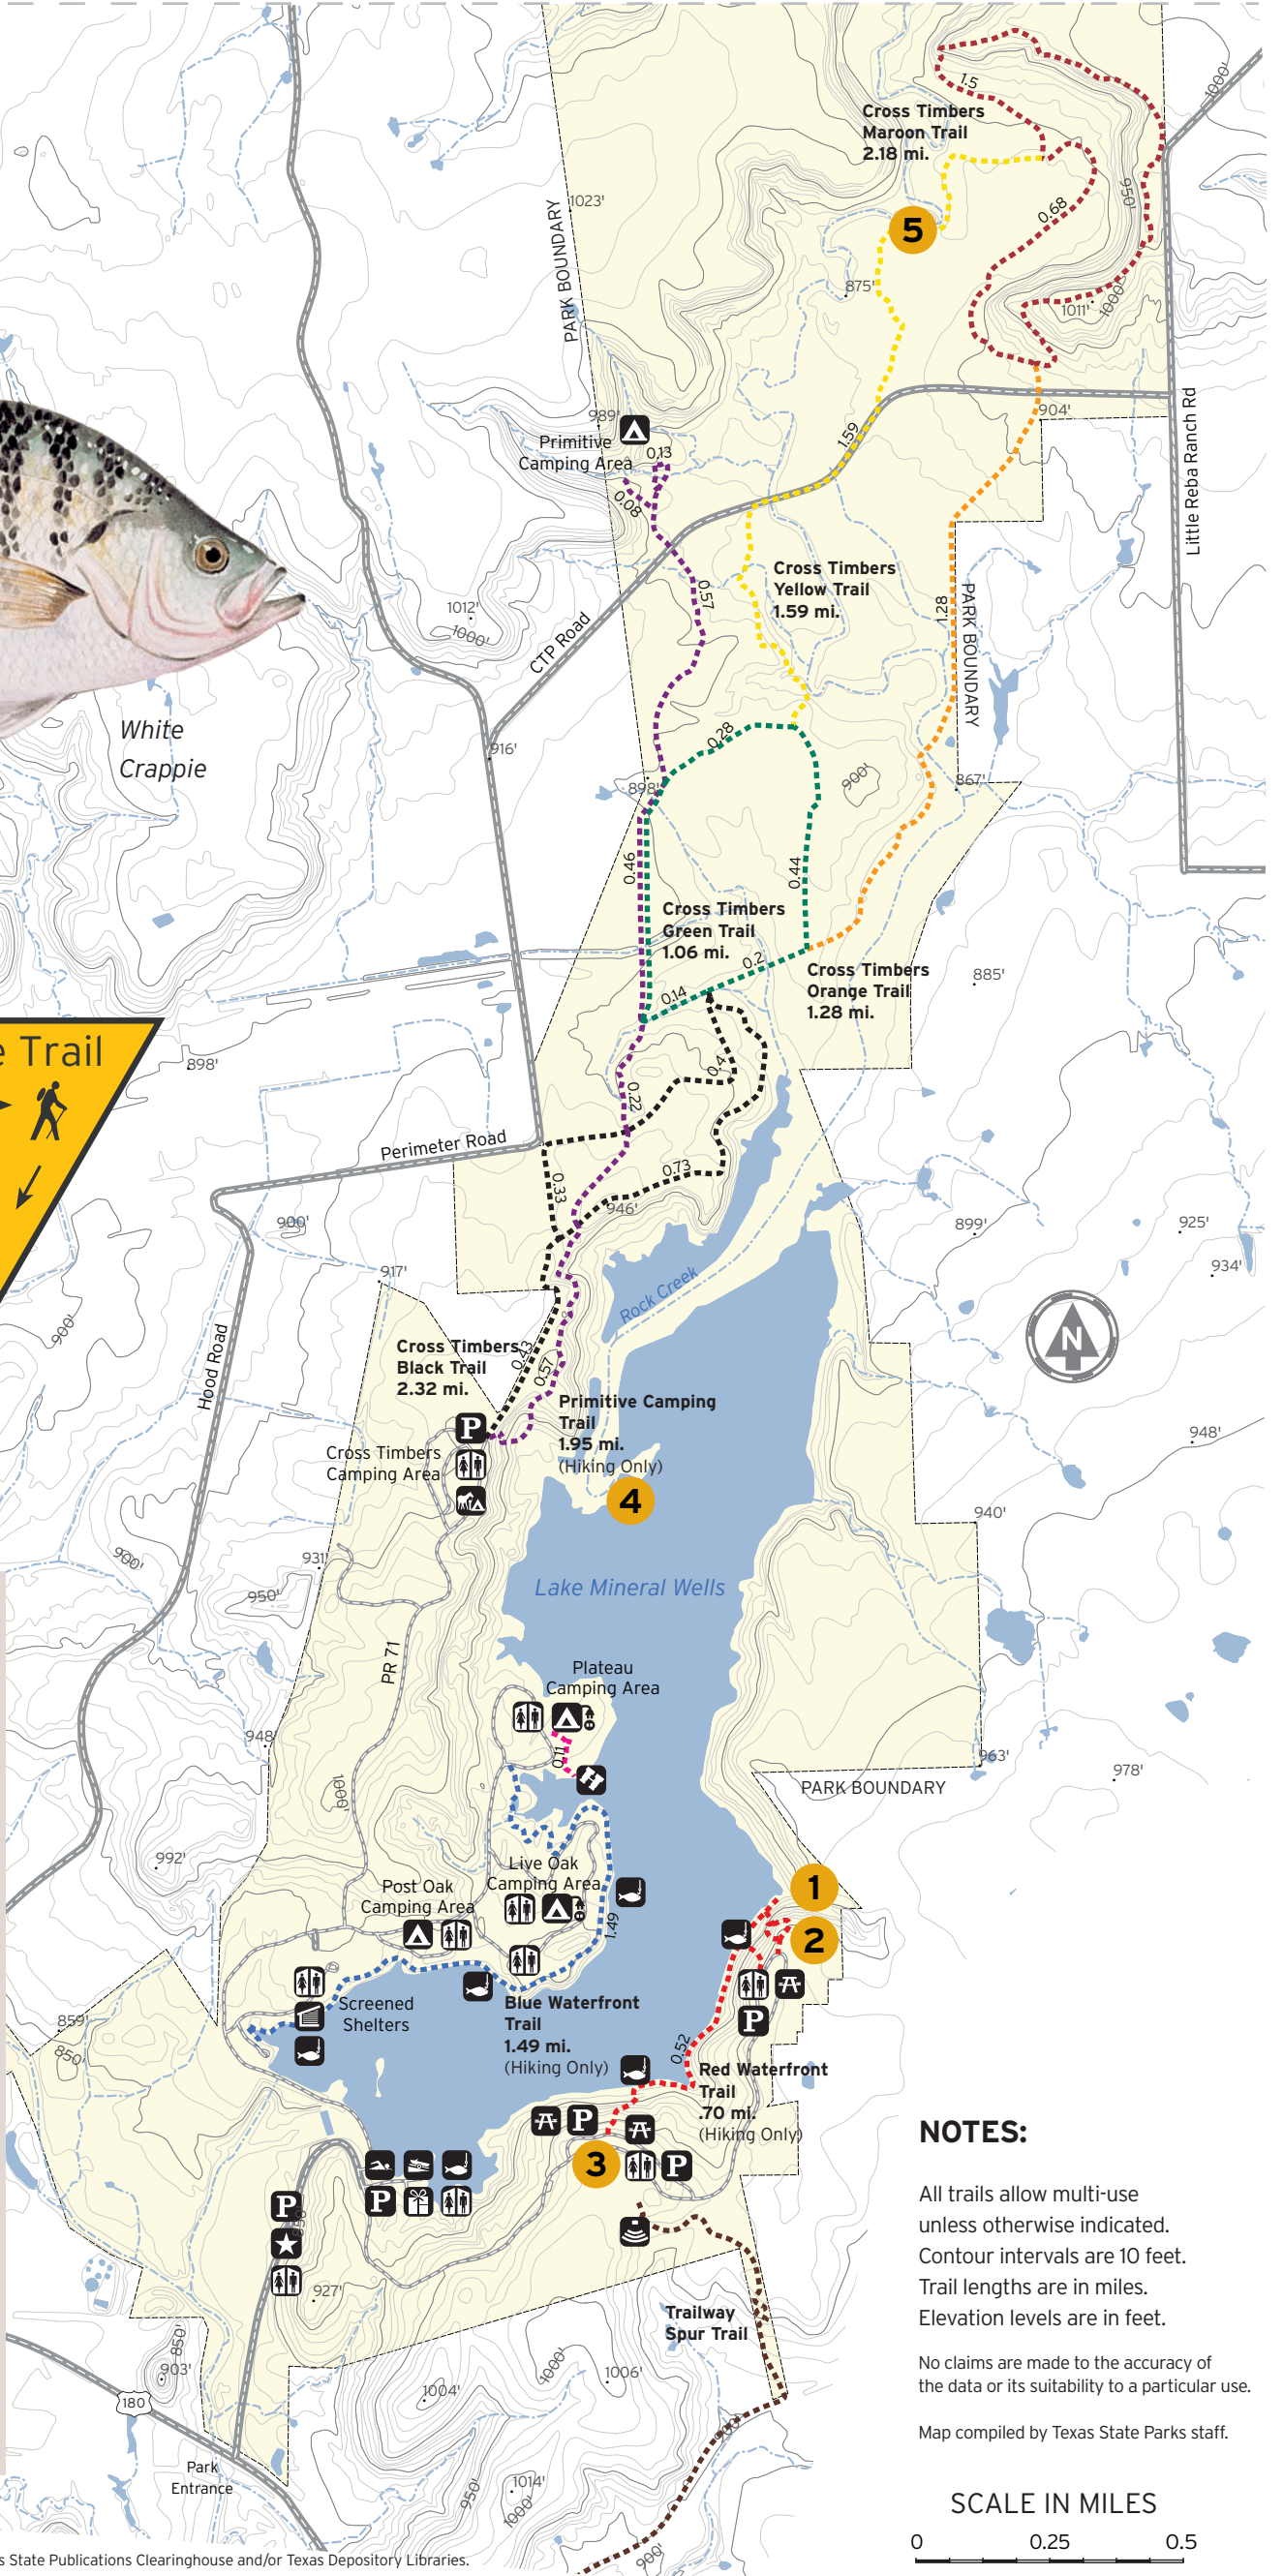 1.5
1000'
Cross Timbers
Maroon Trail
2.18 mi.
950'
1023'
PARK BOUNDARY
0.68
5
875'
1011'
1000'
989'
904'
Primitive
Camping Area
0.13
0.08
1.59
Little Reba Ranch Rd
Cross Timbers
Yellow Trail
1.59 mi.
0.57
1.28
PARK BOUNDARY
1012'
1000'
CTP Road
White
Crappie
916'
0.28
898'
900'
867'
0.46
0.44
Cross Timbers
Green Trail
1.06 mi.
0.2
0.14
Cross Timbers
Orange Trail
1.28 mi.
885'
e Trail
898'
0.4
0.22
Perimeter Road
0.73
0.33
946'
900'
899'
925'
934'
917'
Rock Creek
900'
N
Hood Road
Cross Timbers
Black Trail
2.32 mi.
0.43
0.57
Primitive Camping
Trail
1.95 mi.
(Hiking Only)
P
Cross Timbers
Camping Area
948'
4
940'
900'
931'
950'
Lake Mineral Wells
PR 71
Plateau
Camping Area
948'
0.11
963'
978'
PARK BOUNDARY
1000'
992'
Live Oak
Camping Area
Post Oak
Camping Area
1
1.49
2
Screened
Shelters
859'
850'
Blue Waterfront
Trail
1.49 mi.
(Hiking Only)
P
0.52
Red Waterfront
Trail
.70 mi.
(Hiking Only)
P
3
P
P
P
850'
927'
NOTES:
All trails allow multi-use
unless otherwise indicated.
Contour intervals are 10 feet.
Trail lengths are in miles.
Elevation levels are in feet.
No claims are made to the accuracy of
the data or its suitability to a particular use.
Map compiled by Texas State Parks staff.
Trailway
Spur Trail
850'
903'
1000'
1006'
1004'
180
900'
Park
Entrance
950'
1014'
1000'
900'
SCALE IN MILES
0 0.25 0.5
s State Publications Clearinghouse and/or Texas Depository Libraries.